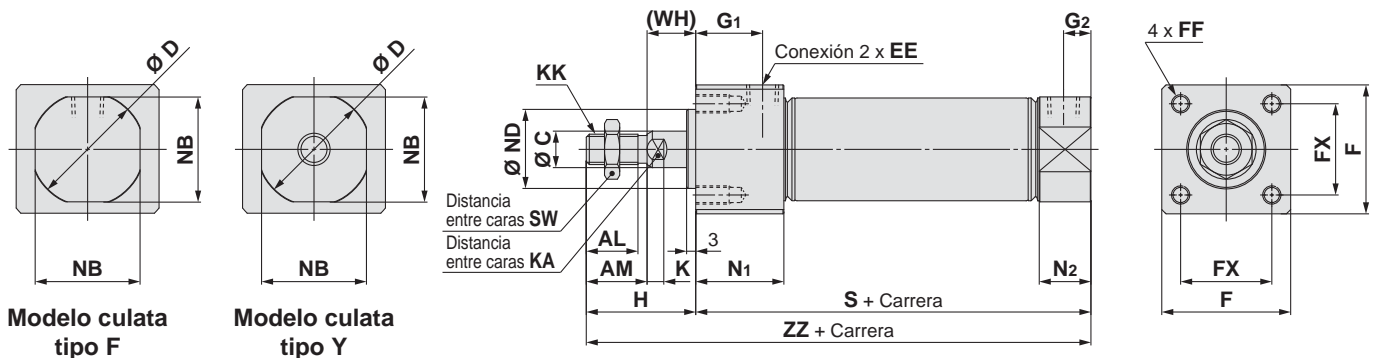 Ø D
NB
NB
Modelo culata
tipo F
Ø D
NB
NB
Modelo culata
tipo Y
(WH)
G1
G2
Conexión 2 x EE
KK
Ø ND
Ø C
Distancia
entre caras SW
Distancia
entre caras KA
AL
3
AM
K
N1
N2
H
S + Carrera
ZZ + Carrera
4 x FF
FX
F
FX
F